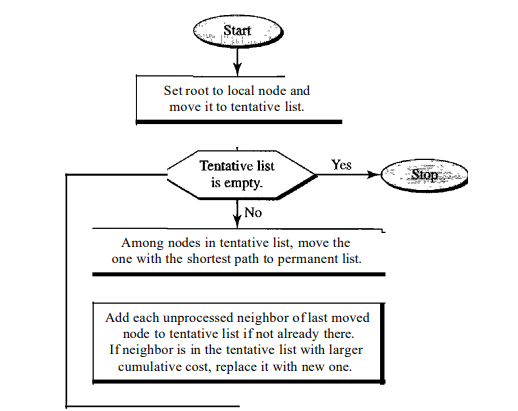 Start
Set root to local node and
move it to tentative list.
Tentative list
is empty.
Yes
Stop
No
Among nodes in tentative list, move the
one with the shortest path to permanent list.
Add each unprocessed neighbor of last moved
node to tentative list if not already there.
If neighbor is in the tentative list with larger
cumulative cost, replace it with new one.